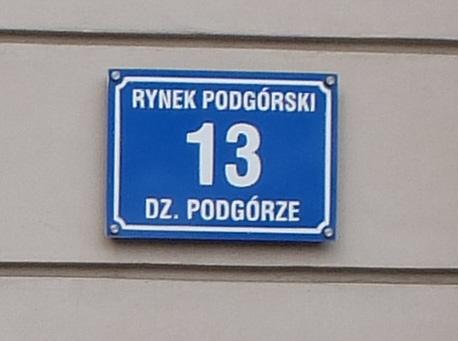 RYNEK PODGÓRSKI
13
DZ. PODGÓRZE